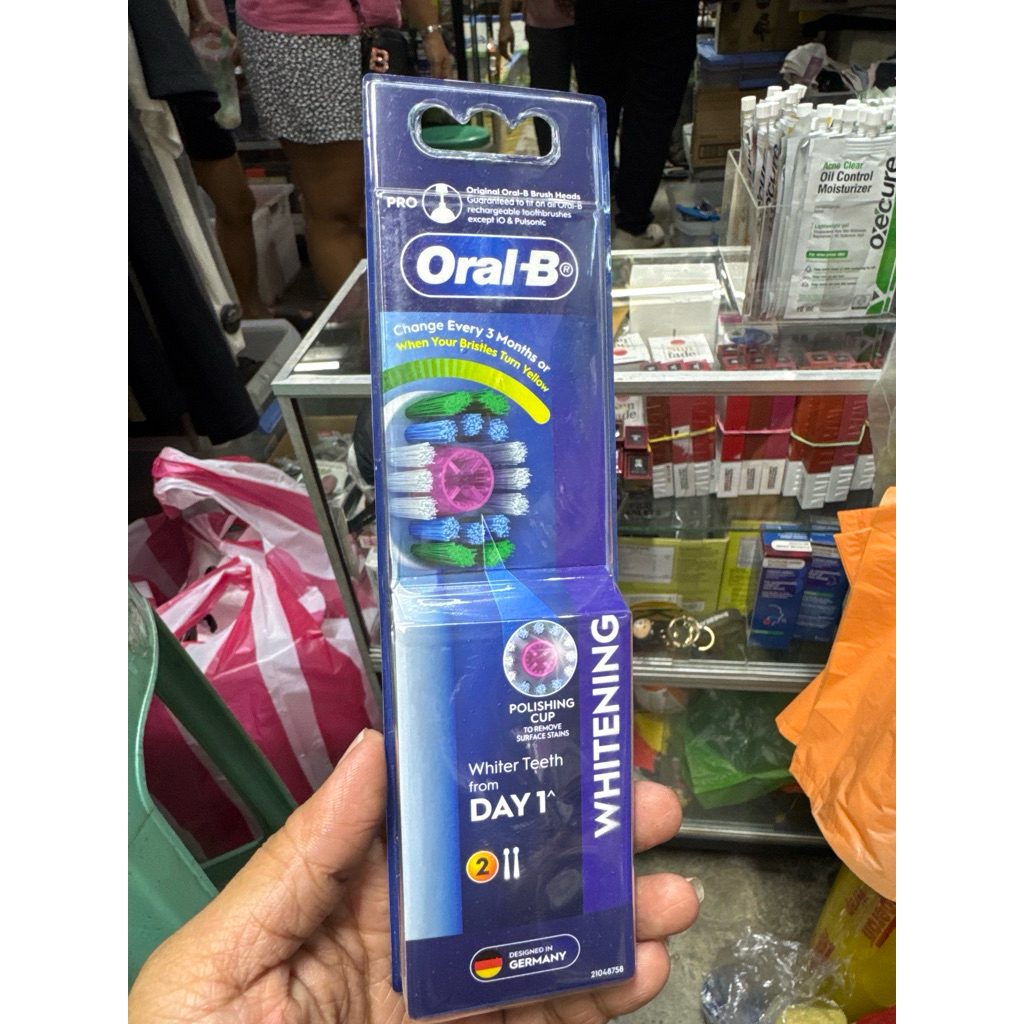 PRO
Original Oral-B Brush Heads
Guaranteed to fit on all Oral-B
rechargeable toothbrushes
except iO & Pulsonic
Oral-B®
Change Every 3 Months or
When Your Bristles Turn Yellow
POLISHING
CUP
TO REMOVE
SURFACE STAINS
Whiter Teeth
from
DAY 1^
2
WHITENING
DESIGNED IN
GERMANY
21048758
B
Acne Clear
Oil Control
Moisturizer
Lightweight gel
oxecure